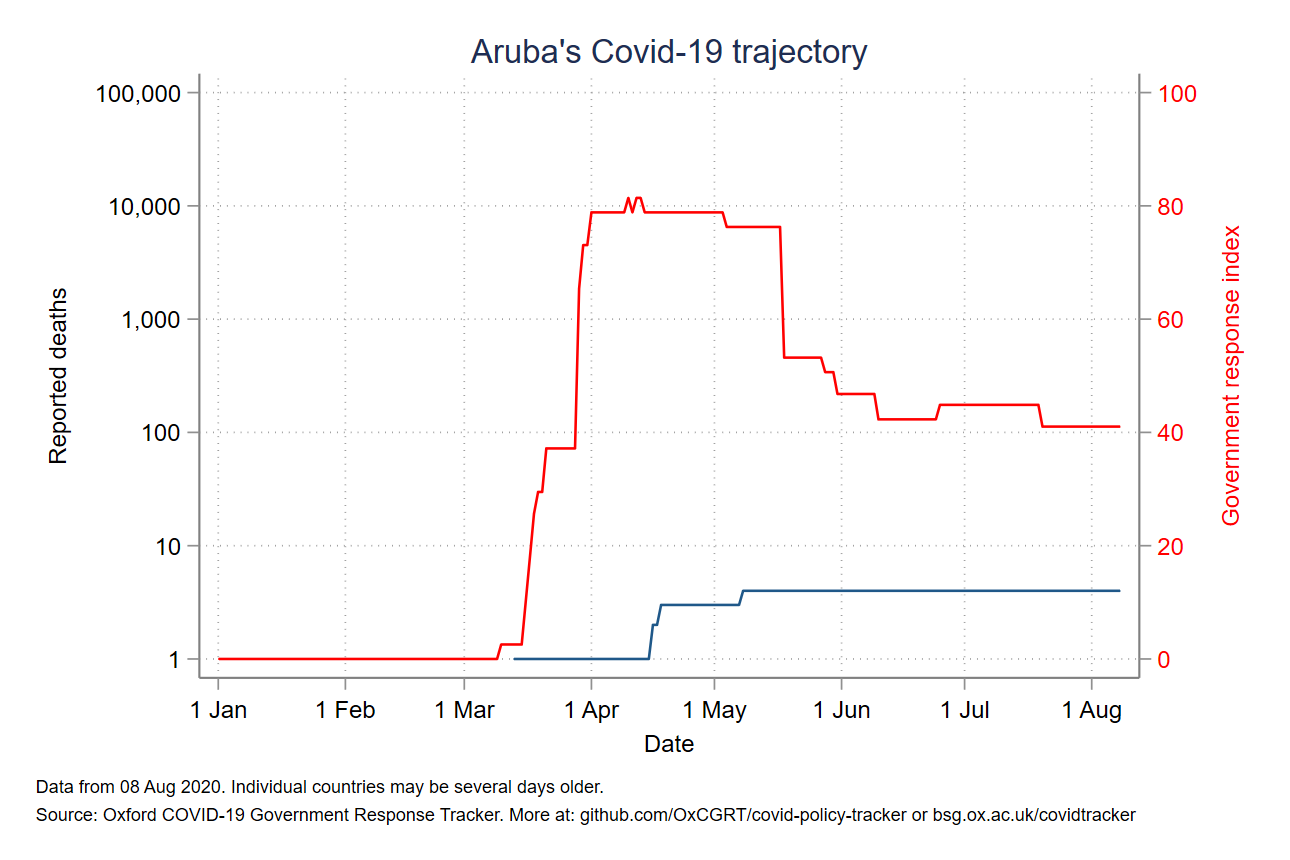 Aruba's Covid-19 trajectory
100,000
10,000
1,000
100
10
1
Reported deaths
100
80
60
40
20
0
Government response index
1 Jan 1 Feb 1 Mar 1 Apr 1 May 1 Jun 1 Jul 1 Aug
Date
Data from 08 Aug 2020. Individual countries may be several days older.
Source: Oxford COVID-19 Government Response Tracker. More at: github.com/OxCGRT/covid-policy-tracker or bsg.ox.ac.uk/covidtracker